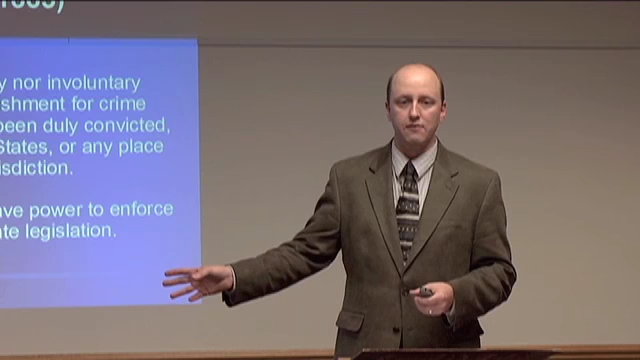 y nor involuntary
ishment for crime
been duly convicted,
States, or any place
isdiction.
ave power to enforce
ate legislation.